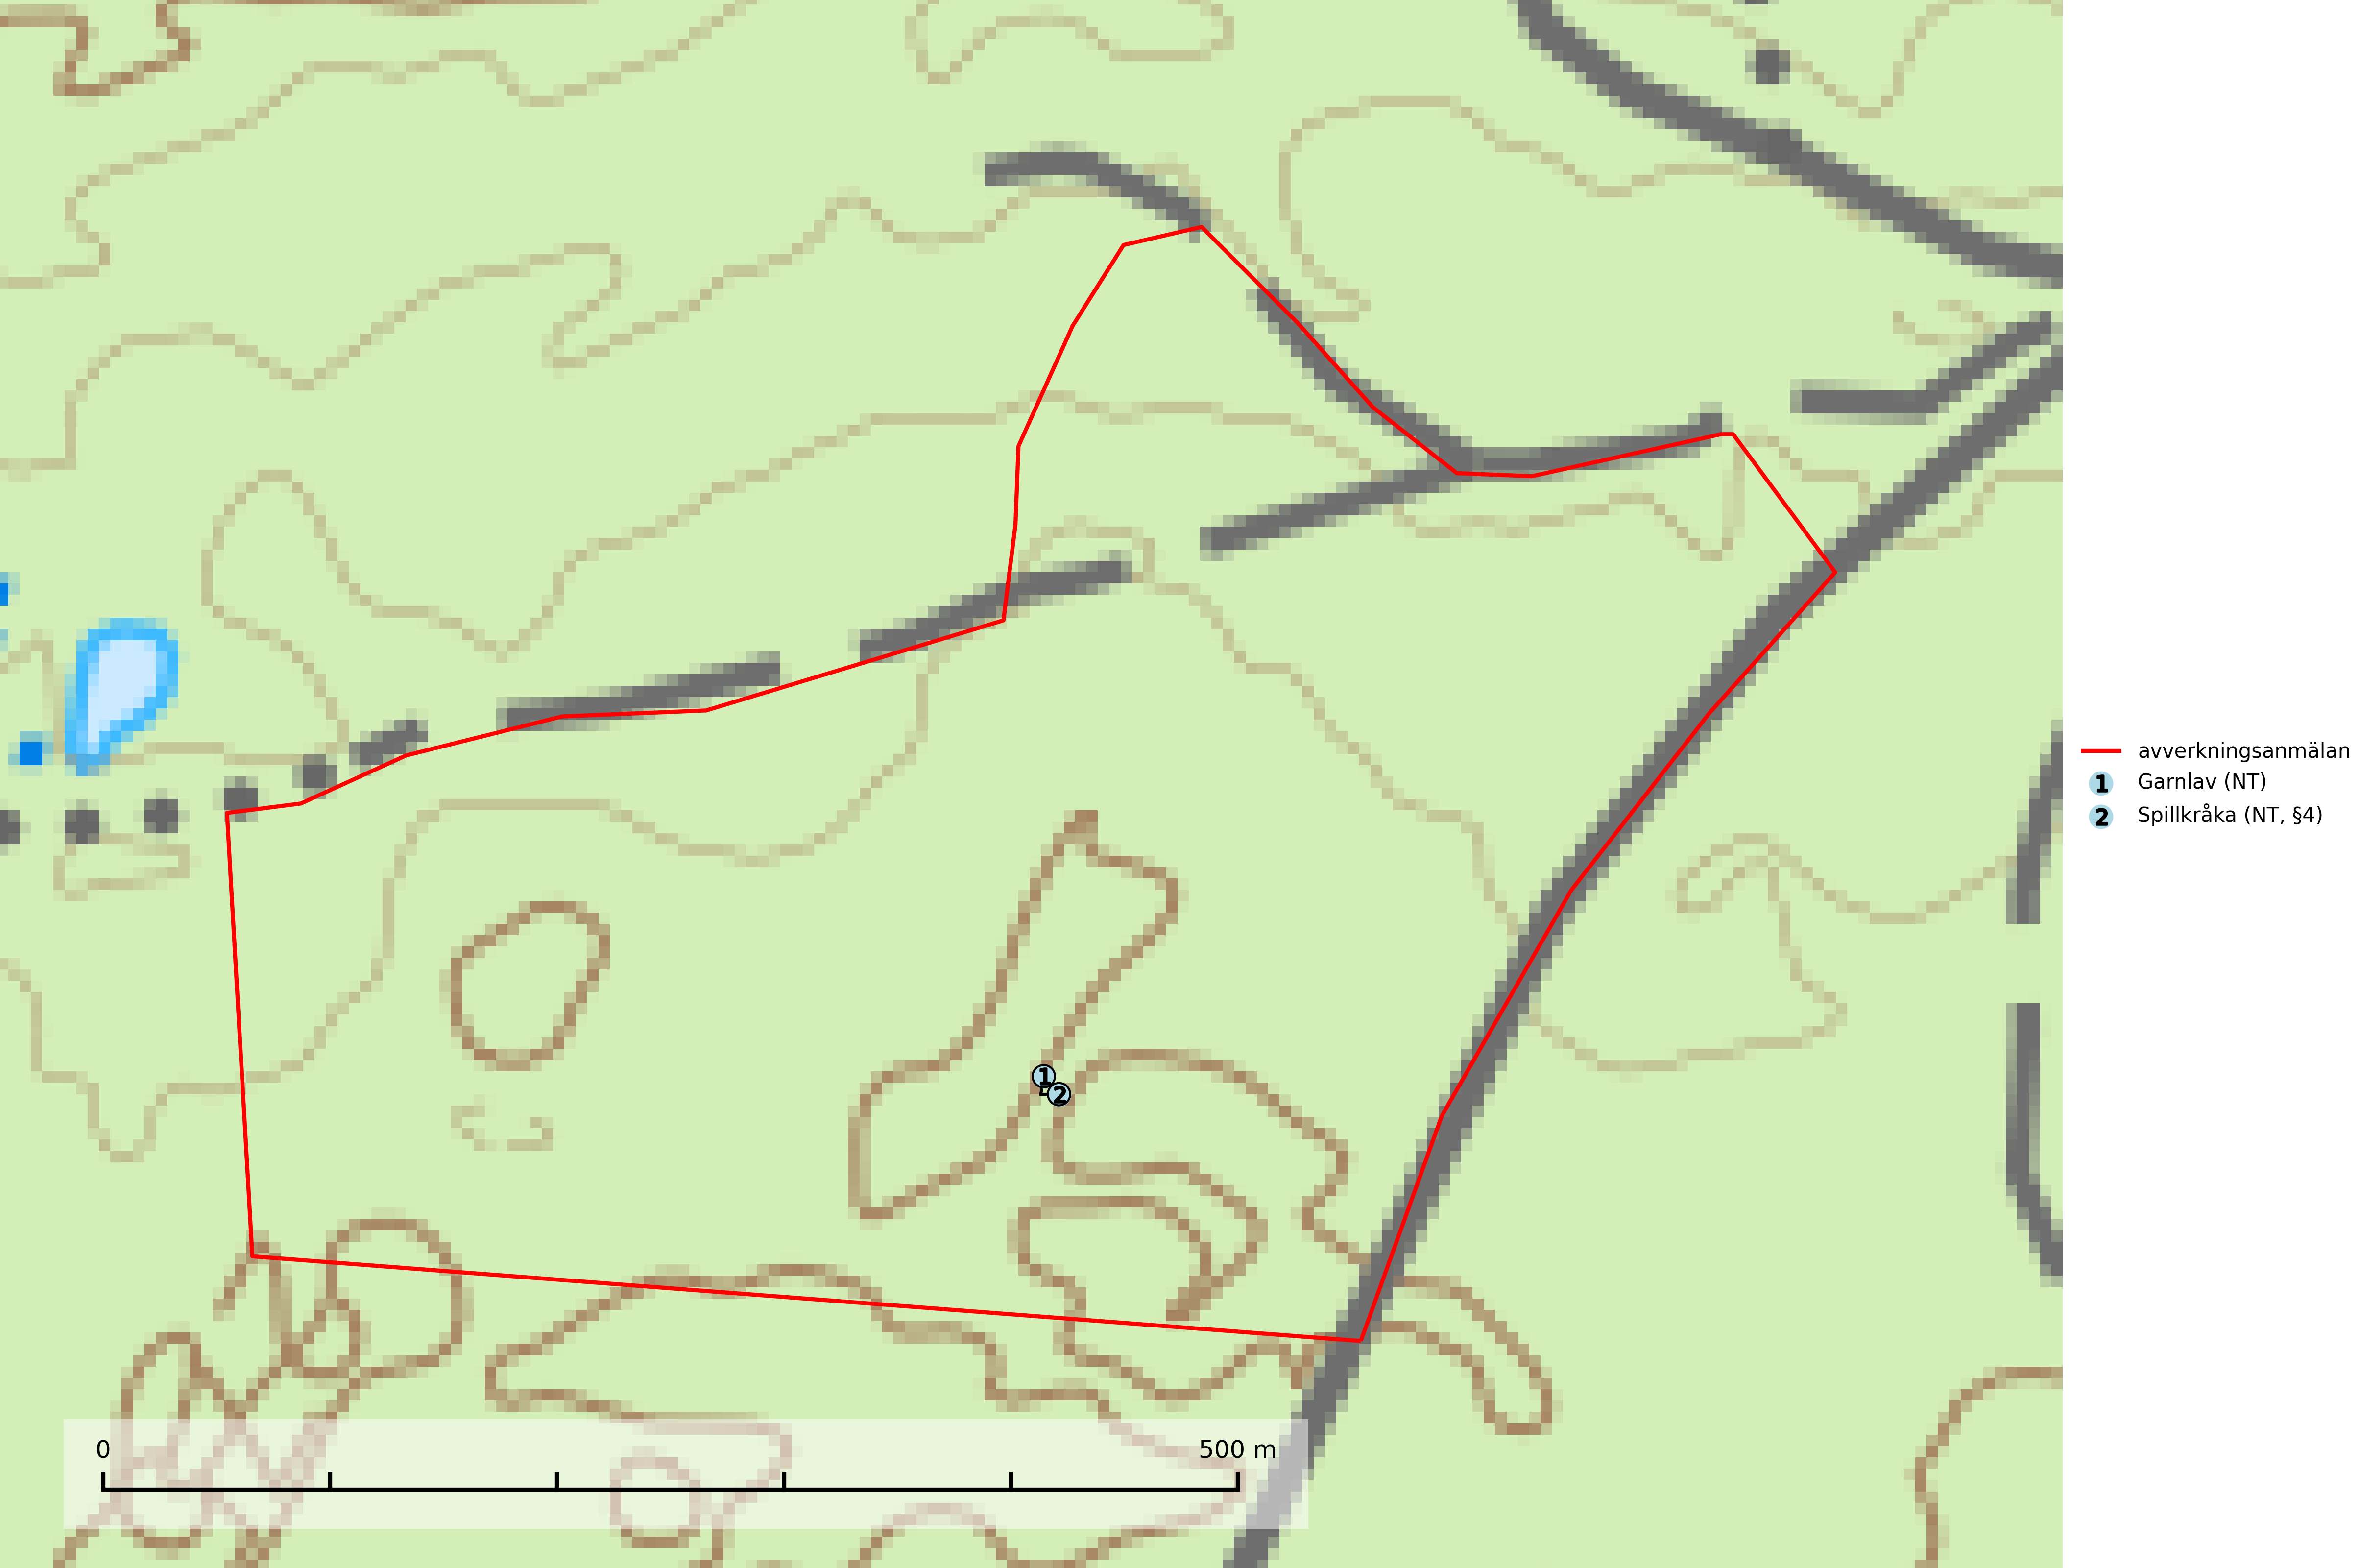 avverkningsanmälan
1 Garnlav (NT)
2 Spillkråka (NT, §4)
1
2
0 500 m